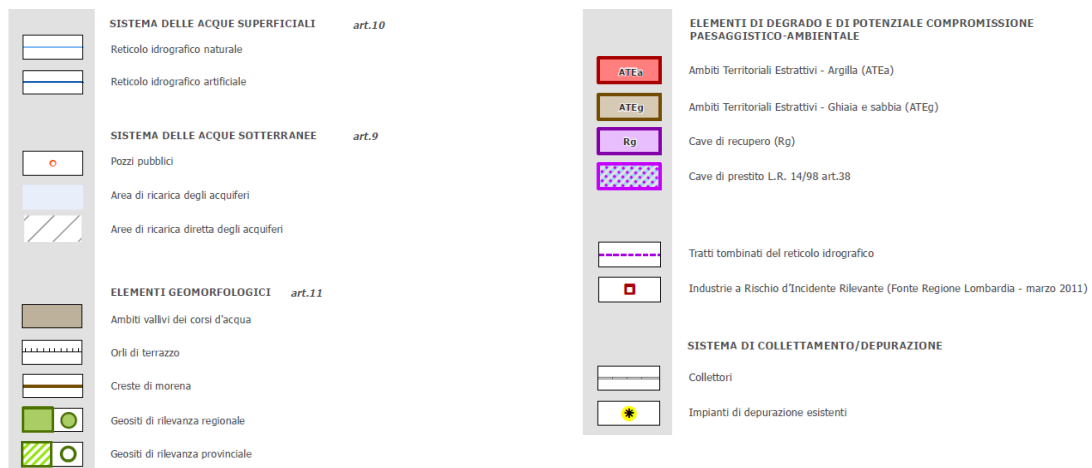 SISTEMA DELLE ACQUE SUPERFICIALI art.10
Reticolo idrografico naturale
Reticolo idrografico artificiale
SISTEMA DELLE ACQUE SOTTERRANEE art.9
Pozzi pubblici
Area di ricarica degli acquiferi
Aree di ricarica diretta degli acquiferi
ELEMENTI GEOMORFOLOGICI art.11
Ambiti vallivi dei corsi d'acqua
Orli di terrazzo
Creste di morena
Geositi di rilevanza regionale
Geositi di rilevanza provinciale
ELEMENTI DI DEGRADO E DI POTENZIALE COMPROMISSIONE
PAESAGGISTICO-AMBIENTALE
ATEa Ambiti Territoriali Estrattivi - Argilla (ATEa)
ATEg Ambiti Territoriali Estrattivi - Ghiaia e sabbia (ATEg)
Rg Cave di recupero (Rg)
Cave di prestito L.R. 14/98 art.38
Tratti tombinati del reticolo idrografico
Industrie a Rischio d'Incidente Rilevante (Fonte Regione Lombardia - marzo 2011)
SISTEMA DI COLLETTAMENTO/DEPURAZIONE
Collettori
Impianti di depurazione esistenti